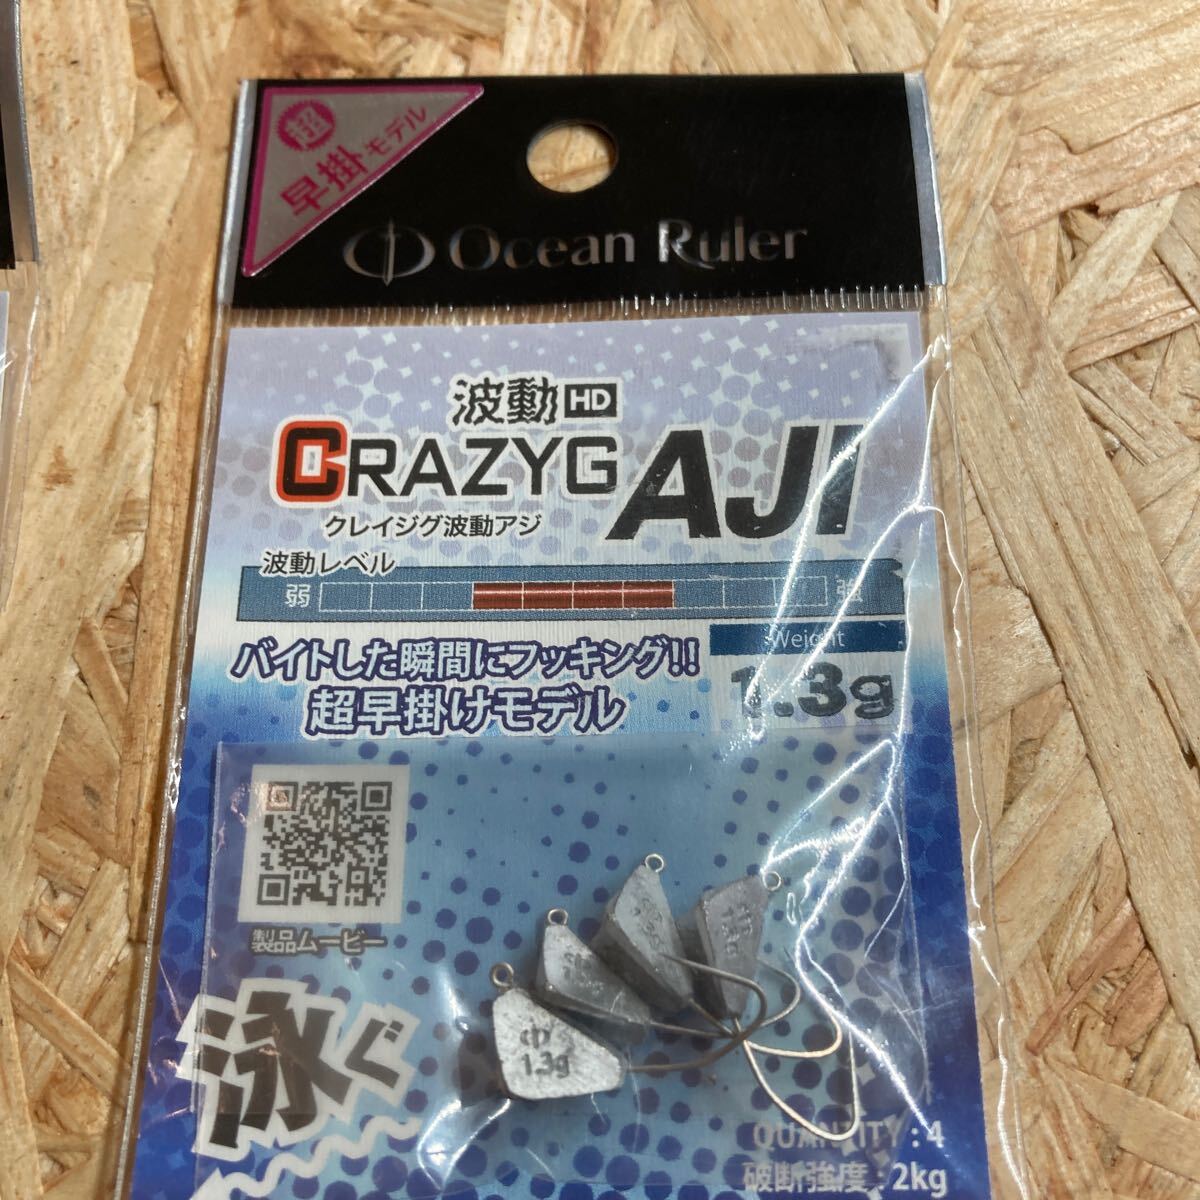 超
早掛モデル
Ocean Ruler
波動HD
CRAZYG AJI
クレイジグ波動アジ
波動レベル
弱 強
バイトした瞬間にフッキング!!
超早掛けモデル
Weight
1.3g
製品ムービー
泳ぐ
1.3g
QUANTITY : 4
破断強度 : 2kg